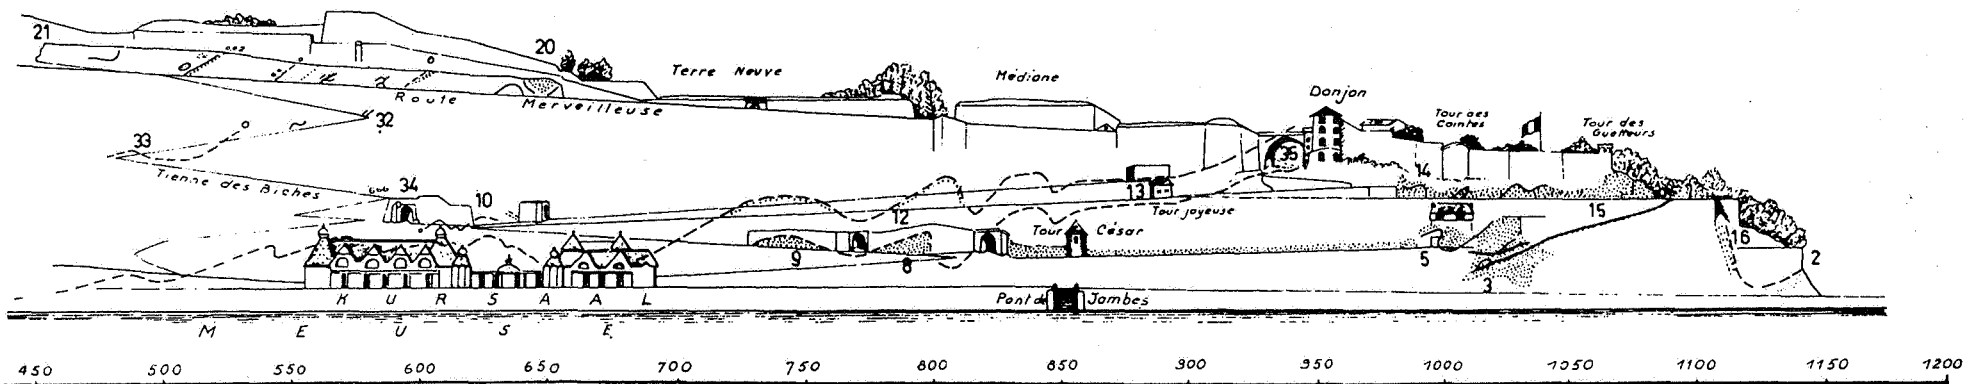 21
20
Terre Neuve
Médiane
Donjon
Tour des
Comtes
Tour des
Guetteurs
Route Merveilleuse
32
33
35
14
Tienne des Biches
34
10
13
12
Tour joyeuse
15
Tour César
16
9
8
5
2
3
KURSAAL
Pont de Jambes
MEUSE
450 500 550 600 650 700 750 800 850 900 950 1000 1050 1100 1150 1200